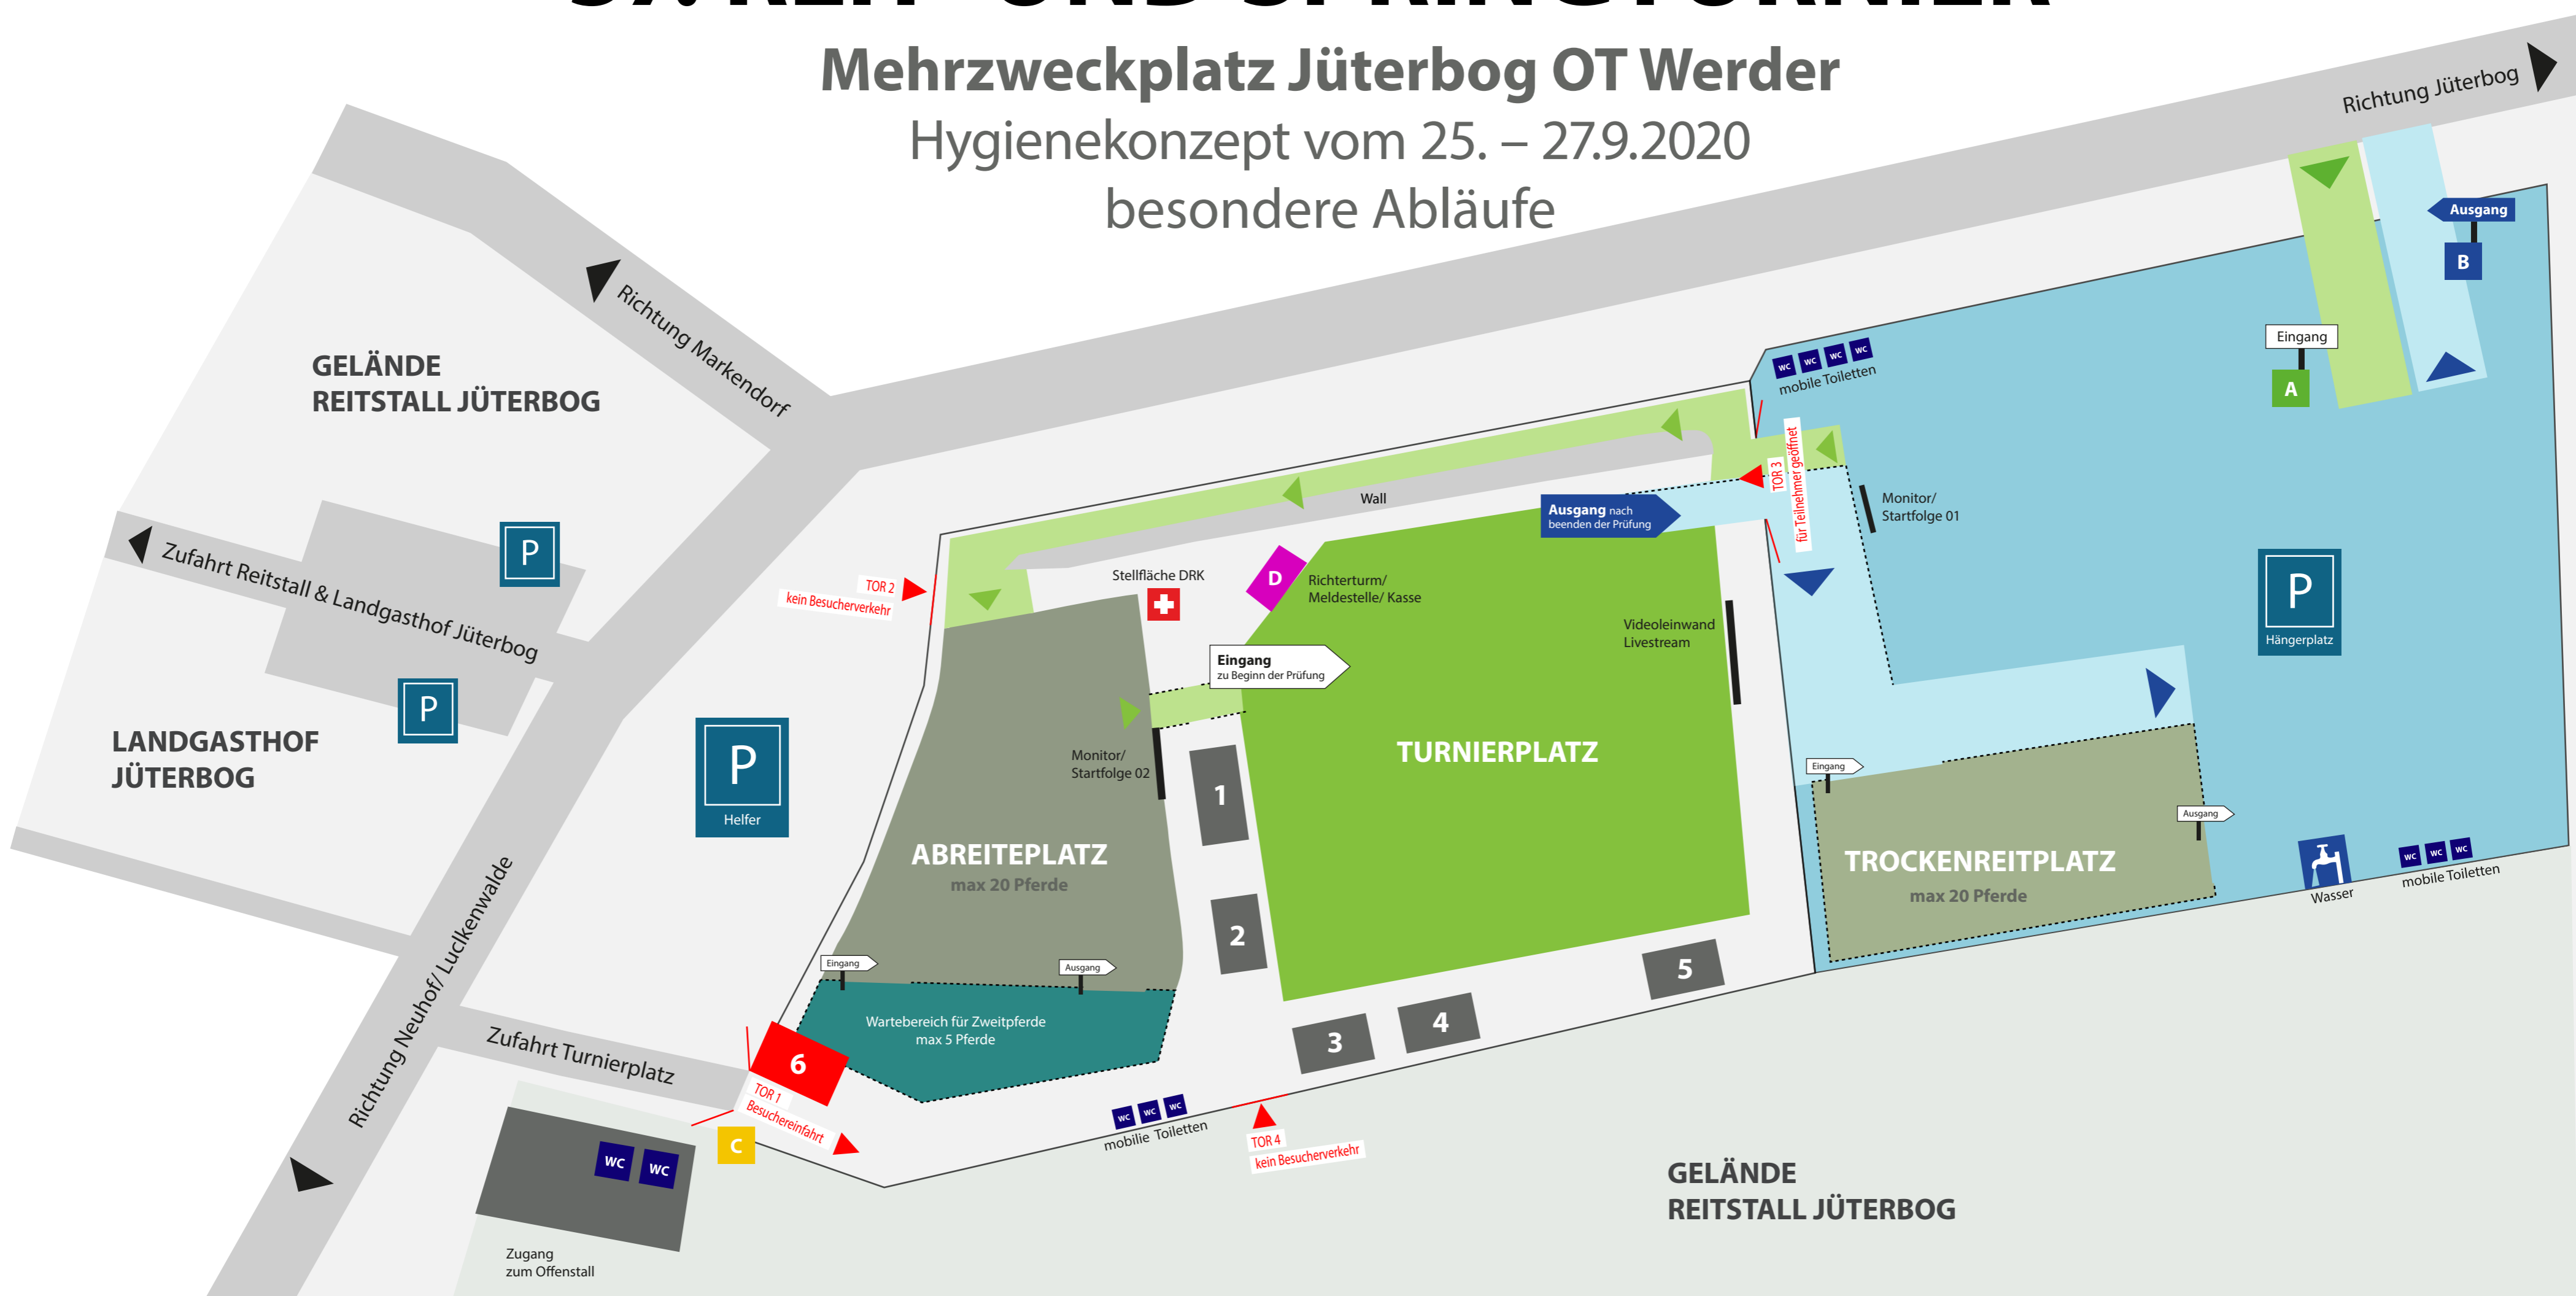 Mehrzweckplatz Jüterbog OT Werder
Hygienekonzept vom 25. – 27.9.2020
besondere Abläufe
Richtung Jüterbog
Ausgang
B
Eingang
A
Richtung Markendorf
GELÄNDE
REITSTALL JÜTERBOG
WC WC WC WC
mobile Toiletten
TOR 3
für Teilnehmer geöffnet
Monitor/
Startfolge 01
Wall
Ausgang nach
beenden der Prüfung
P
Zufahrt Reitstall & Landgasthof Jüterbog
P
LANDGASTHOF
JÜTERBOG
TOR 2
kein Besucherverkehr
Stellfläche DRK
D
Richterturm/
Meldestelle/ Kasse
Videoleinwand
Livestream
P
Hängerplatz
Eingang
zu Beginn der Prüfung
P
Helfer
Monitor/
Startfolge 02
TURNIERPLATZ
1
2
3
4
5
ABREITEPLATZ
max 20 Pferde
Eingang
Ausgang
TROCKENREITPLATZ
max 20 Pferde
Eingang
Ausgang
Wasser
WC WC WC
mobile Toiletten
Richtung Neuhof/ Luclkenwalde
Zufahrt Turnierplatz
Wartebereich für Zweitpferde
max 5 Pferde
6
TOR 1
Besuchereinfahrt
C
WC WC WC
mobilie Toiletten
TOR 4
kein Besucherverkehr
WC WC
Zugang
zum Offenstall
GELÄNDE
REITSTALL JÜTERBOG